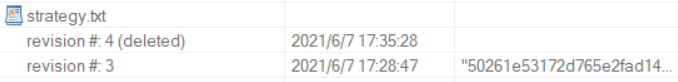 strategy.txt
revision #: 4 (deleted) 2021/6/7 17:35:28
revision #: 3 2021/6/7 17:28:47 "50261e53172d765e2fad14...